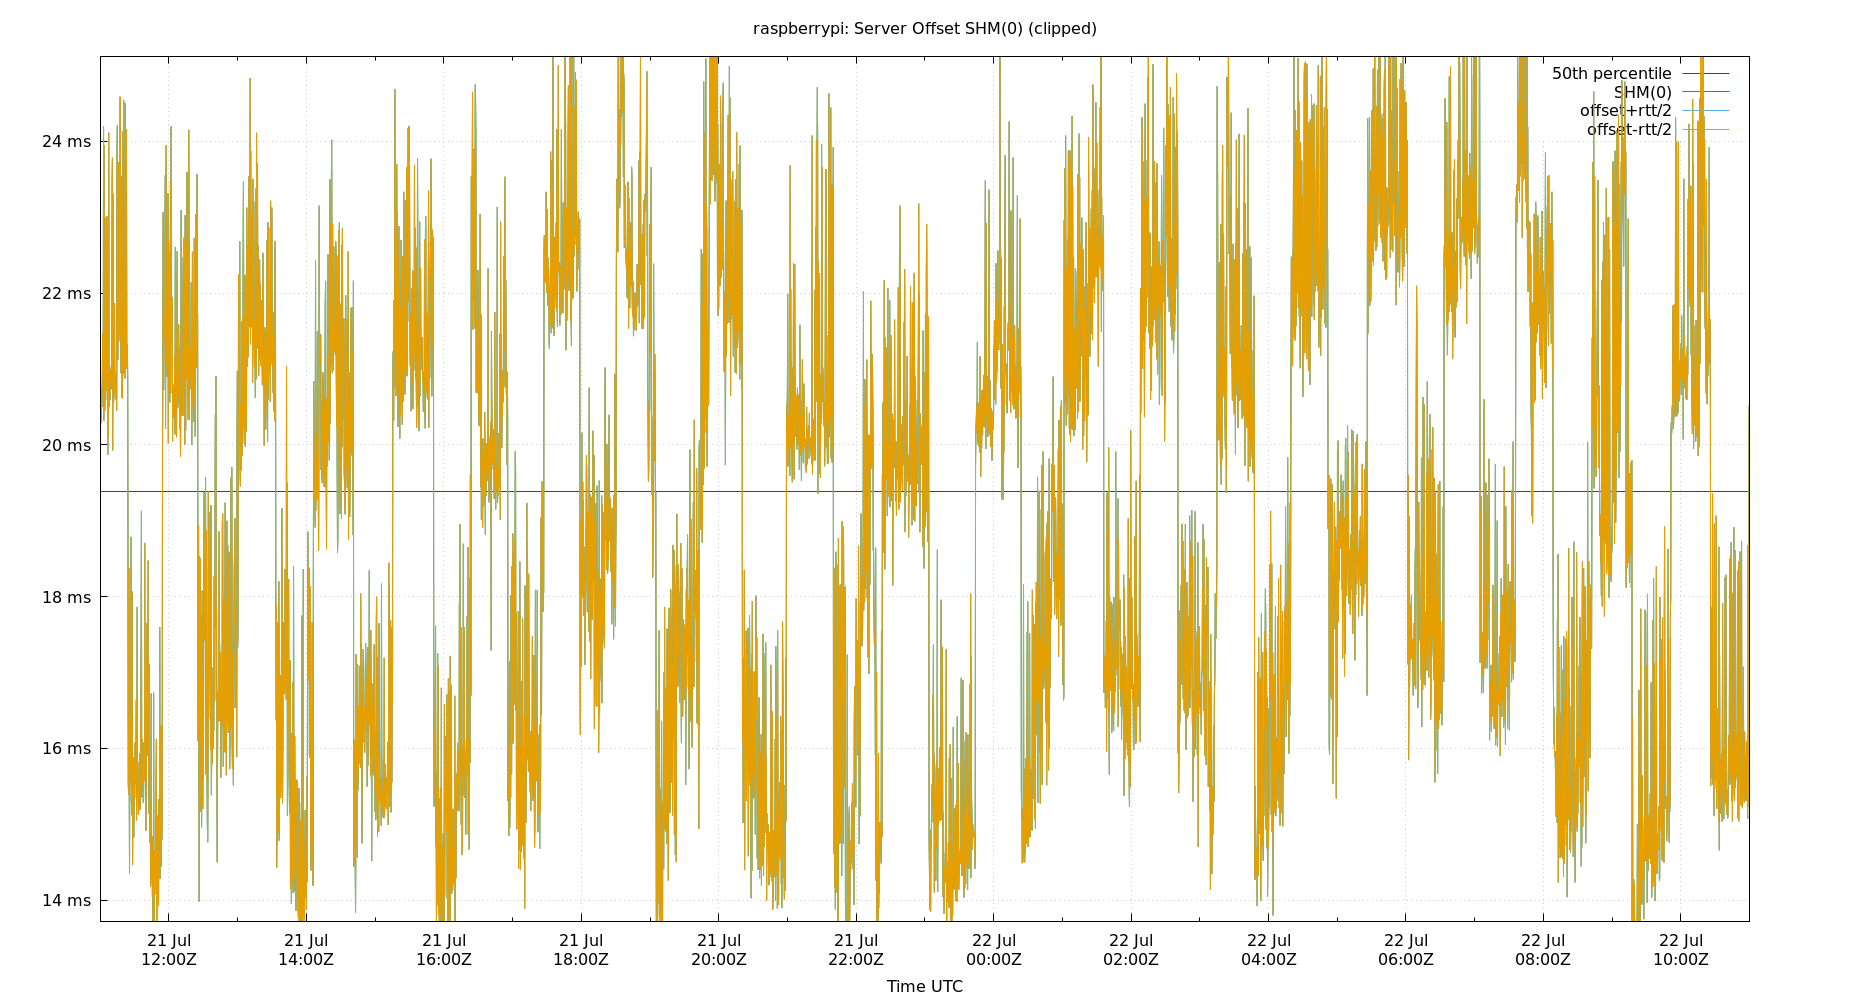 raspberrypi: Server Offset SHM(0) (clipped)
50th percentile
SHM(0)
offset+rtt/2
offset-rtt/2
24 ms
22 ms
20 ms
18 ms
16 ms
14 ms
21 Jul 21 Jul 21 Jul 21 Jul 21 Jul 21 Jul 22 Jul 22 Jul 22 Jul 22 Jul 22 Jul 22 Jul
12:00Z 14:00Z 16:00Z 18:00Z 20:00Z 22:00Z 00:00Z 02:00Z 04:00Z 06:00Z 08:00Z 10:00Z
Time UTC